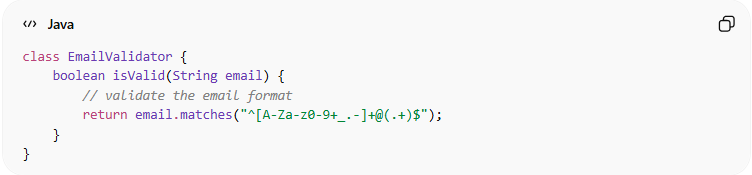 </> Java
class EmailValidator {
    boolean isValid(String email) {
        // validate the email format
        return email.matches("^[A-Za-z0-9+_.-]+@(.+)$");
    }
}